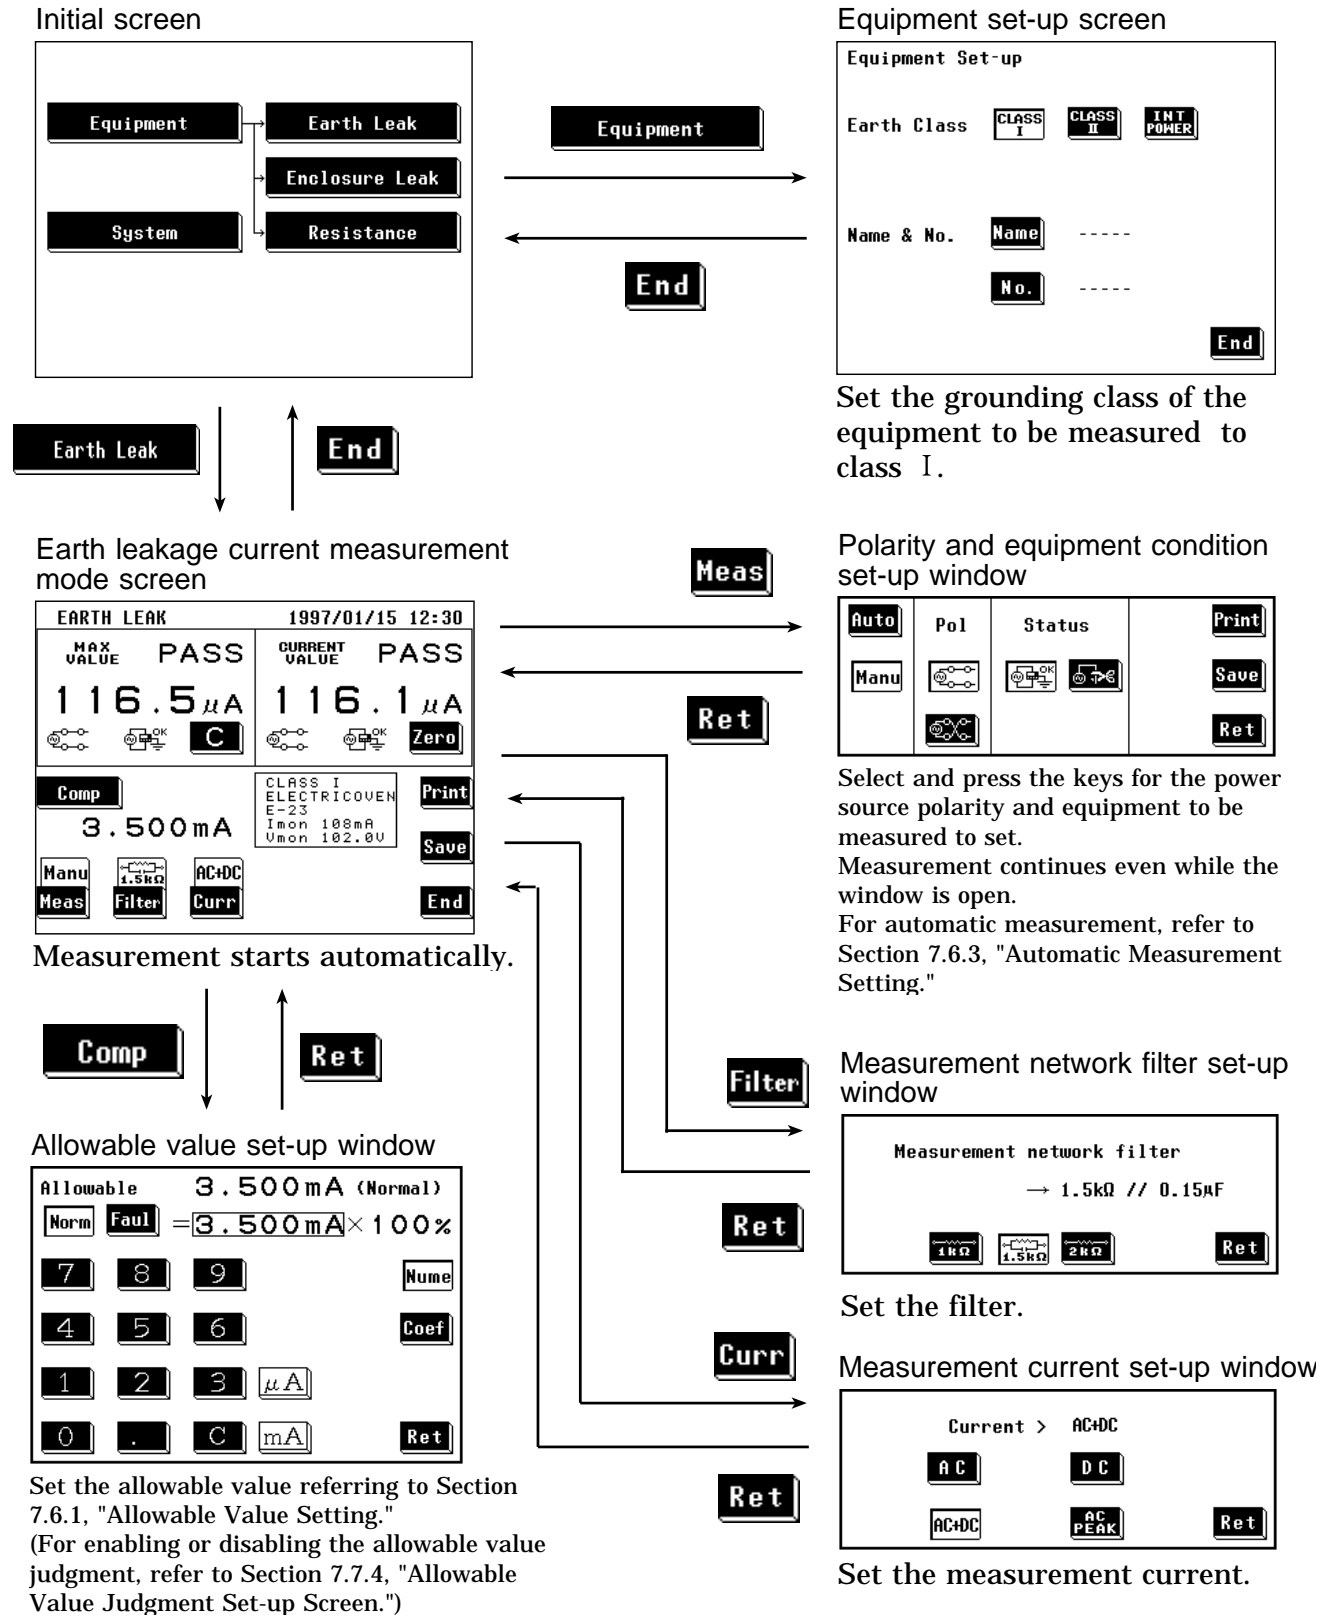 Initial screen
Equipment
Earth Leak
Enclosure Leak
System
Resistance
Equipment
End
Equipment set-up screen
Equipment Set-up
Earth Class CLASS I CLASS II INT POWER
Name & No. Name -----
No. -----
End
Set the grounding class of the
equipment to be measured to
class I.
Earth Leak
End
Earth leakage current measurement
mode screen
EARTH LEAK 1997/01/15 12:30
MAX VALUE PASS CURRENT VALUE PASS
116.5μA 116.1μA
OK C OK Zero
Comp
3.500mA
CLASS I
ELECTRICOVEN
E-23
Imon 108mA
Vmon 102.0V
Print
Save
Manu 1.5kΩ AC+DC
Meas Filter Curr End
Measurement starts automatically.
Meas
Ret
Polarity and equipment condition
set-up window
Auto Pol Status Print
Manu OK Save
Ret
Select and press the keys for the power
source polarity and equipment to be
measured to set.
Measurement continues even while the
window is open.
For automatic measurement, refer to
Section 7.6.3, "Automatic Measurement
Setting."
Comp
Ret
Allowable value set-up window
Allowable 3.500mA (Normal)
Norm Faul =3.500mA×100%
7 8 9 Nume
4 5 6 Coef
1 2 3 μA
0 . C mA Ret
Set the allowable value referring to Section
7.6.1, "Allowable Value Setting."
(For enabling or disabling the allowable value
judgment, refer to Section 7.7.4, "Allowable
Value Judgment Set-up Screen.")
Filter
Ret
Measurement network filter set-up
window
Measurement network filter
→ 1.5kΩ // 0.15μF
1kΩ 1.5kΩ 2kΩ Ret
Set the filter.
Curr
Ret
Measurement current set-up window
Current > AC+DC
AC DC
AC+DC AC PEAK Ret
Set the measurement current.